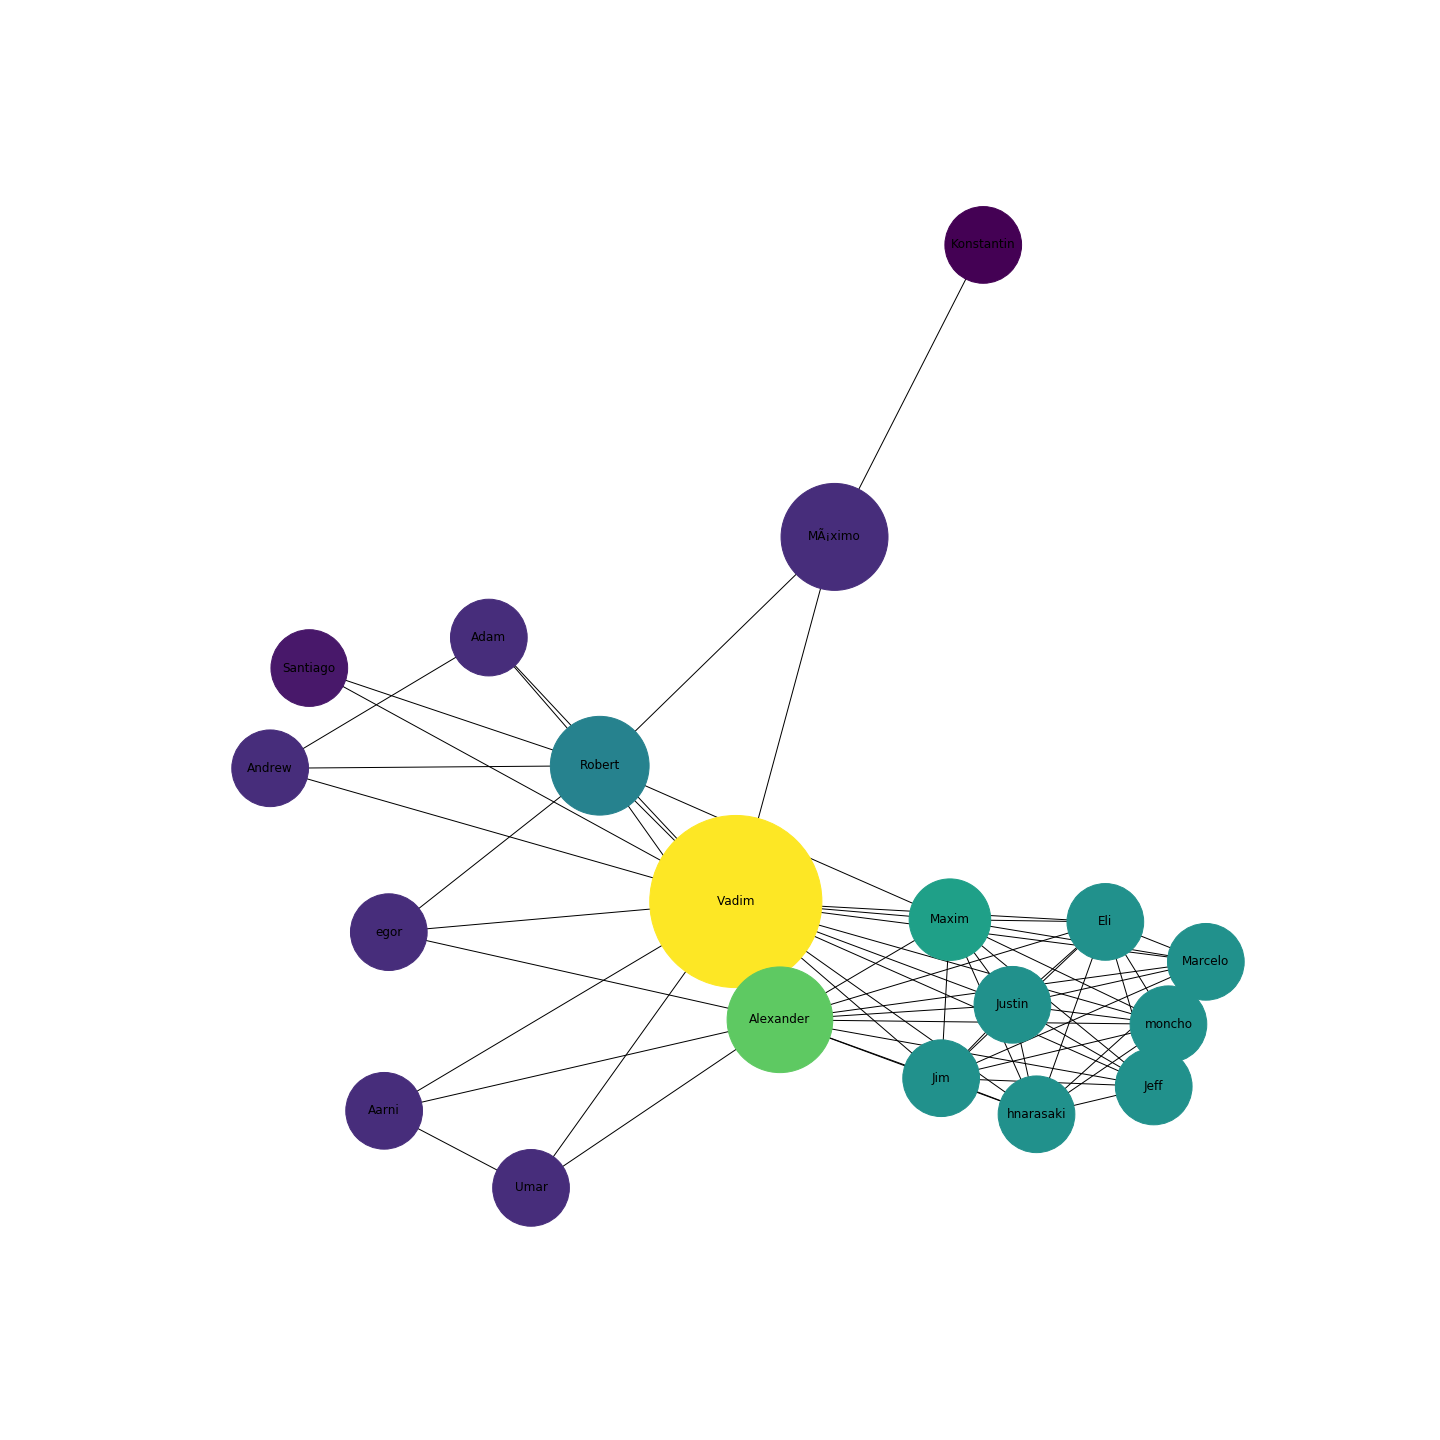 Konstantin
MÃ¡ximo
Adam
Santiago
Robert
Andrew
Vadim
Maxim
Eli
egor
Marcelo
Justin
Alexander
moncho
Jim
Jeff
Aarni
hnarasaki
Umar